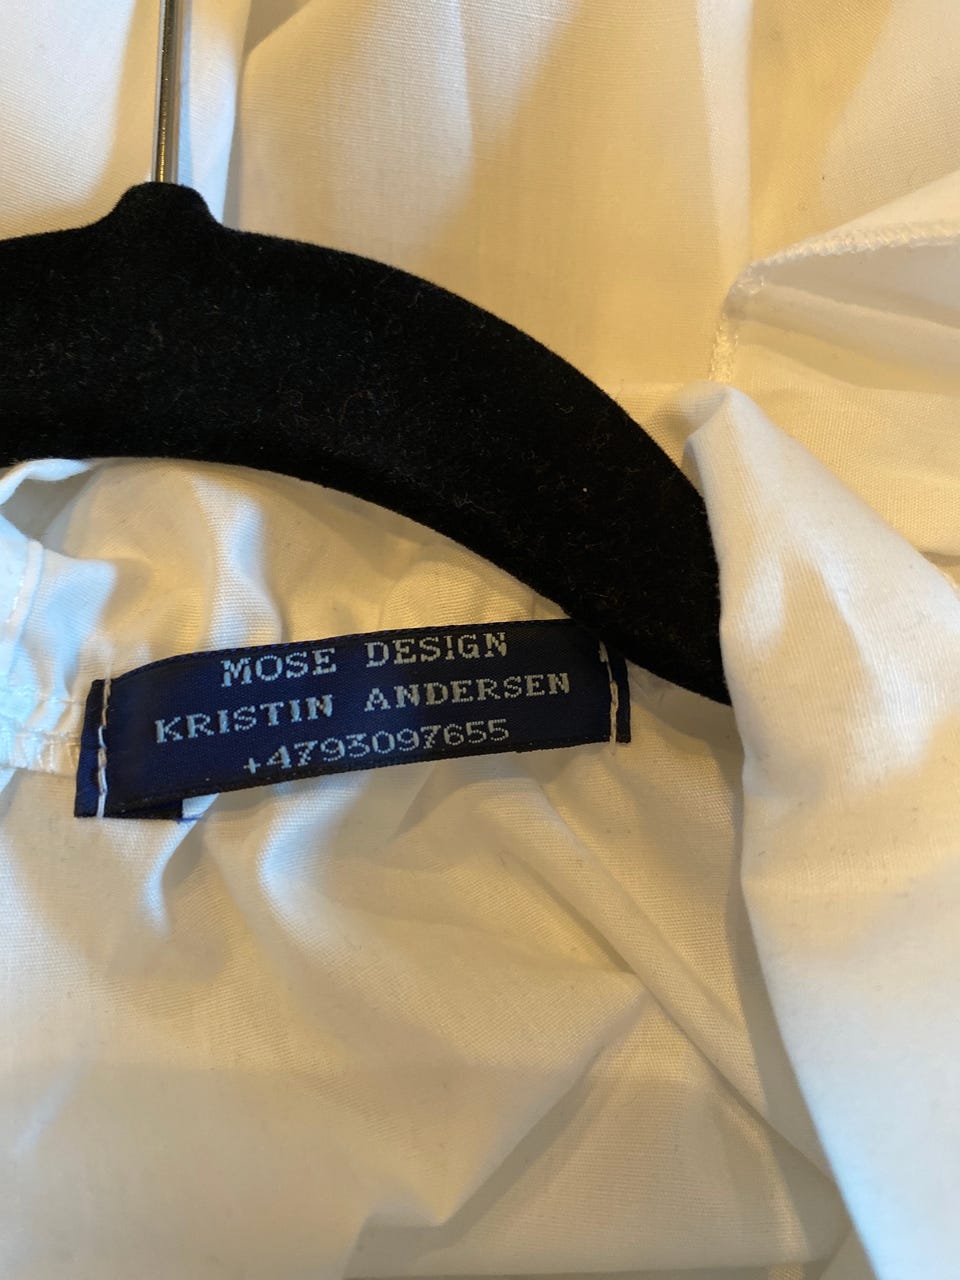 MOSE DESIGN
KRISTIN ANDERSEN
+4793097655